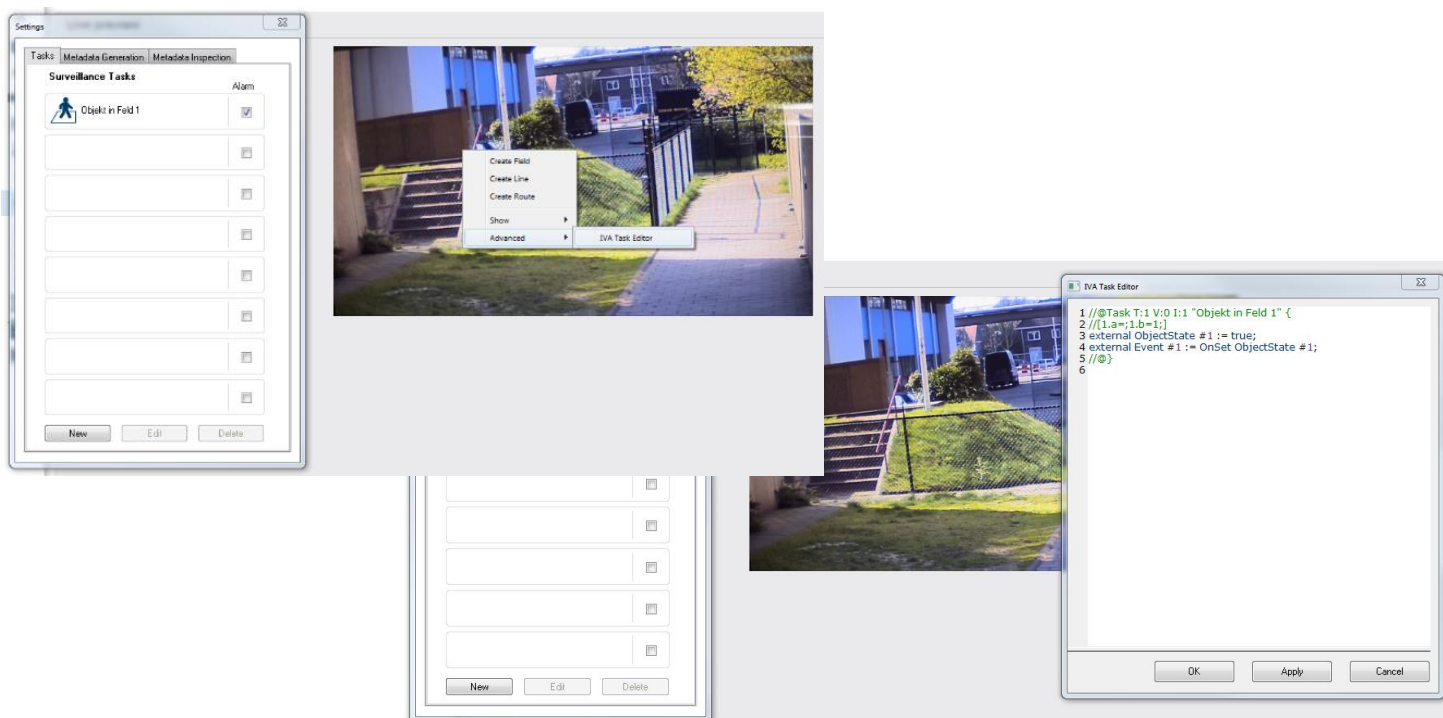 Settings
Tasks Metadata Generation Metadata Inspection
Surveillance Tasks
Alarm
Objekt in Feld 1
New Edit Delete
Create Field
Create Line
Create Route
Show
Advanced
IVA Task Editor
IVA Task Editor
1 //@Task T:1 V:0 I:1 "Objekt in Feld 1" {
2 //[1.a=;1.b=1;]
3 external ObjectState #1 := true;
4 external Event #1 := OnSet ObjectState #1;
5 //@}
6
OK Apply Cancel
New Edit Delete